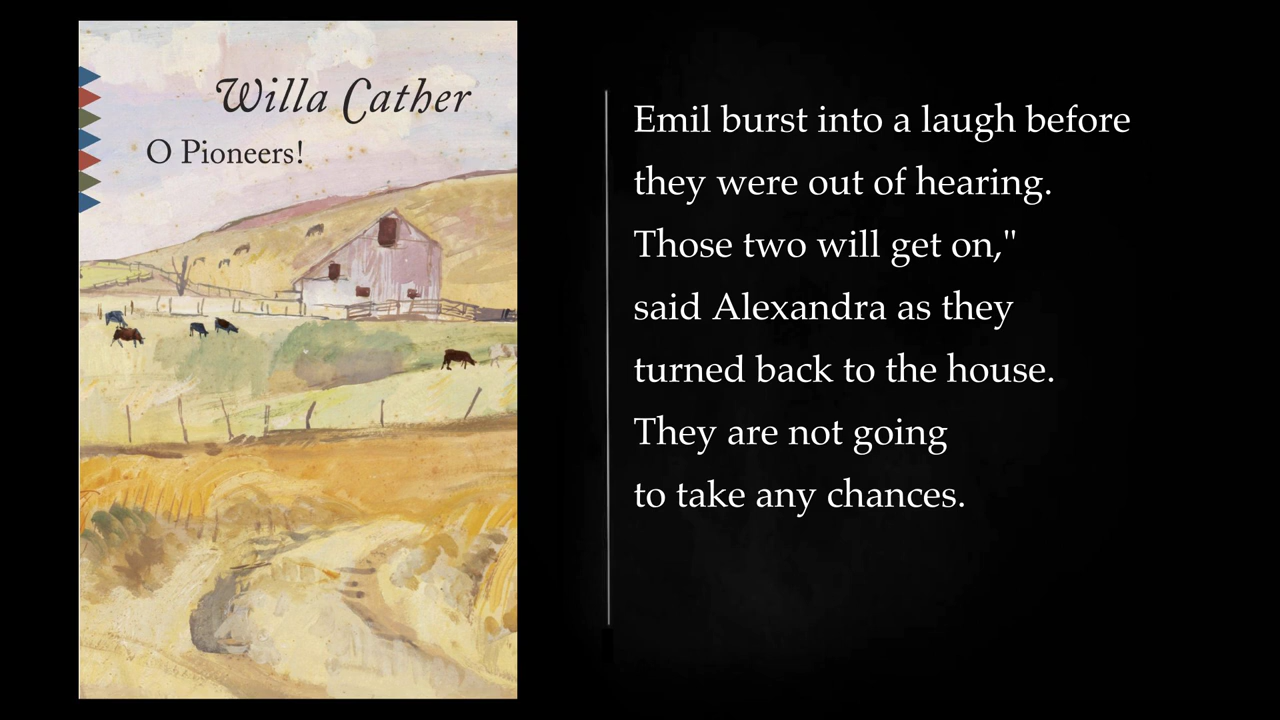 Willa Cather
O Pioneers!
Emil burst into a laugh before
they were out of hearing.
Those two will get on,"
said Alexandra as they
turned back to the house.
They are not going
to take any chances.